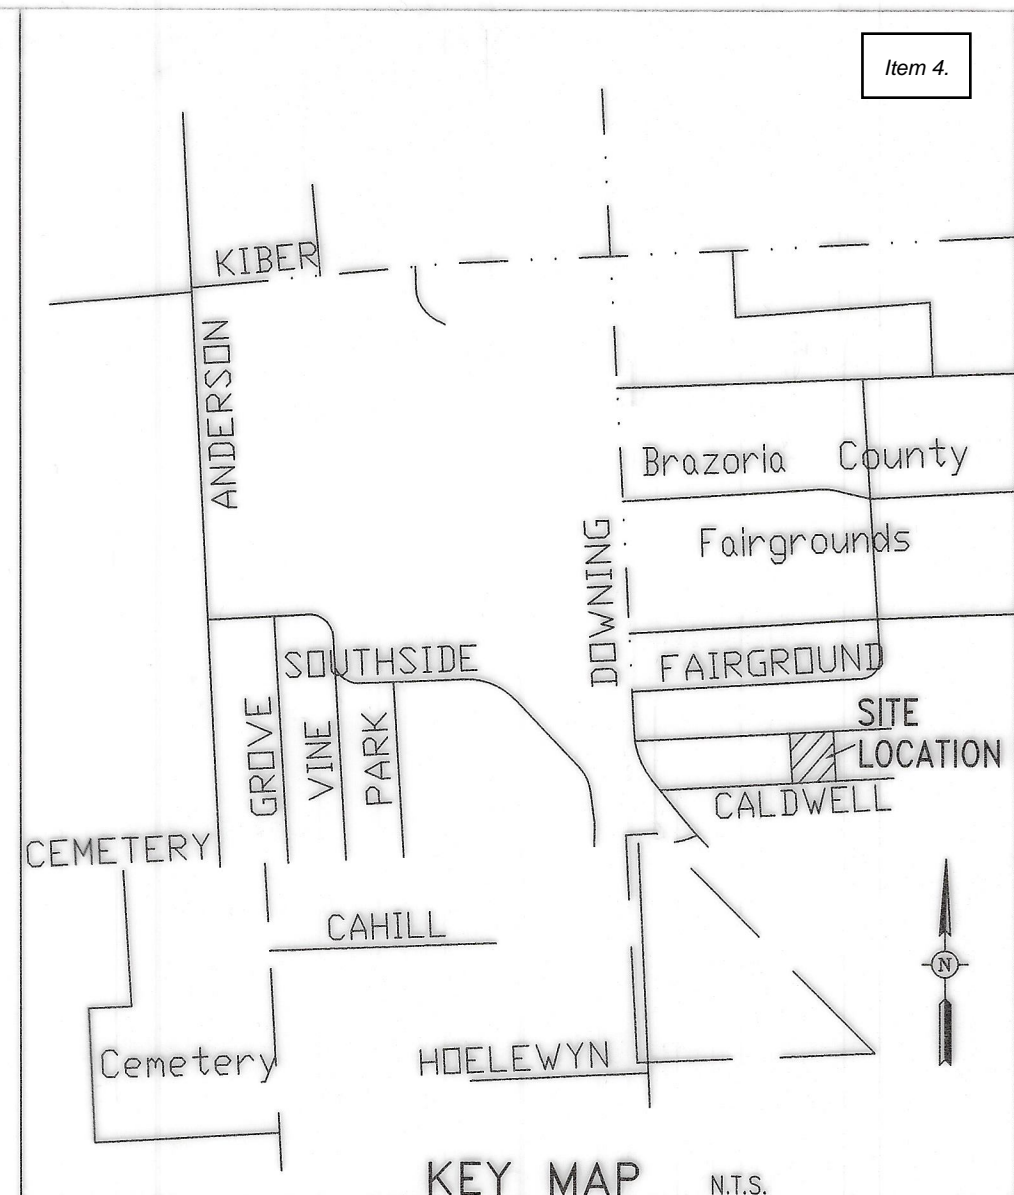 Item 4.
KIBER
ANDERSON
Brazoria County
Fairgrounds
DOWNING
SOUTHSIDE
FAIRGROUND
GROVE
VINE
PARK
SITE
LOCATION
CALDWELL
CEMETERY
CAHILL
N
Cemetery
HOELEWYN
KEY MAP N.T.S.